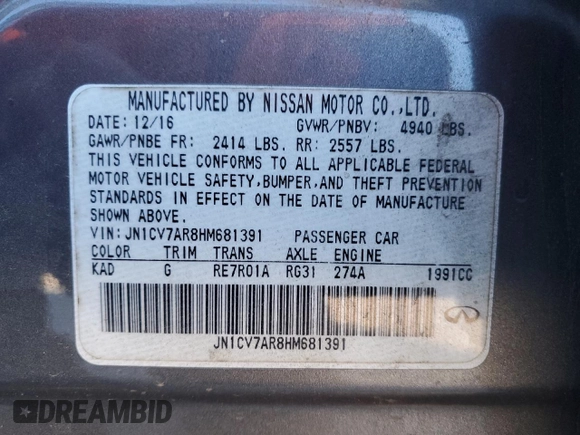 MANUFACTURED BY NISSAN MOTOR CO.,LTD.
DATE: 12/16 GVWR/PNBV: 4940 LBS.
GAWR/PNBE FR: 2414 LBS. RR: 2557 LBS.
THIS VEHICLE CONFORMS TO ALL APPLICABLE FEDERAL
MOTOR VEHICLE SAFETY,BUMPER,AND THEFT PREVENTION
STANDARDS IN EFFECT ON THE DATE OF MANUFACTURE
SHOWN ABOVE.
VIN: JN1CV7AR8HM681391 PASSENGER CAR
COLOR TRIM TRANS AXLE ENGINE
KAD G RE7R01A RG31 274A 1991CC
JN1CV7AR8HM681391
DREAMBID